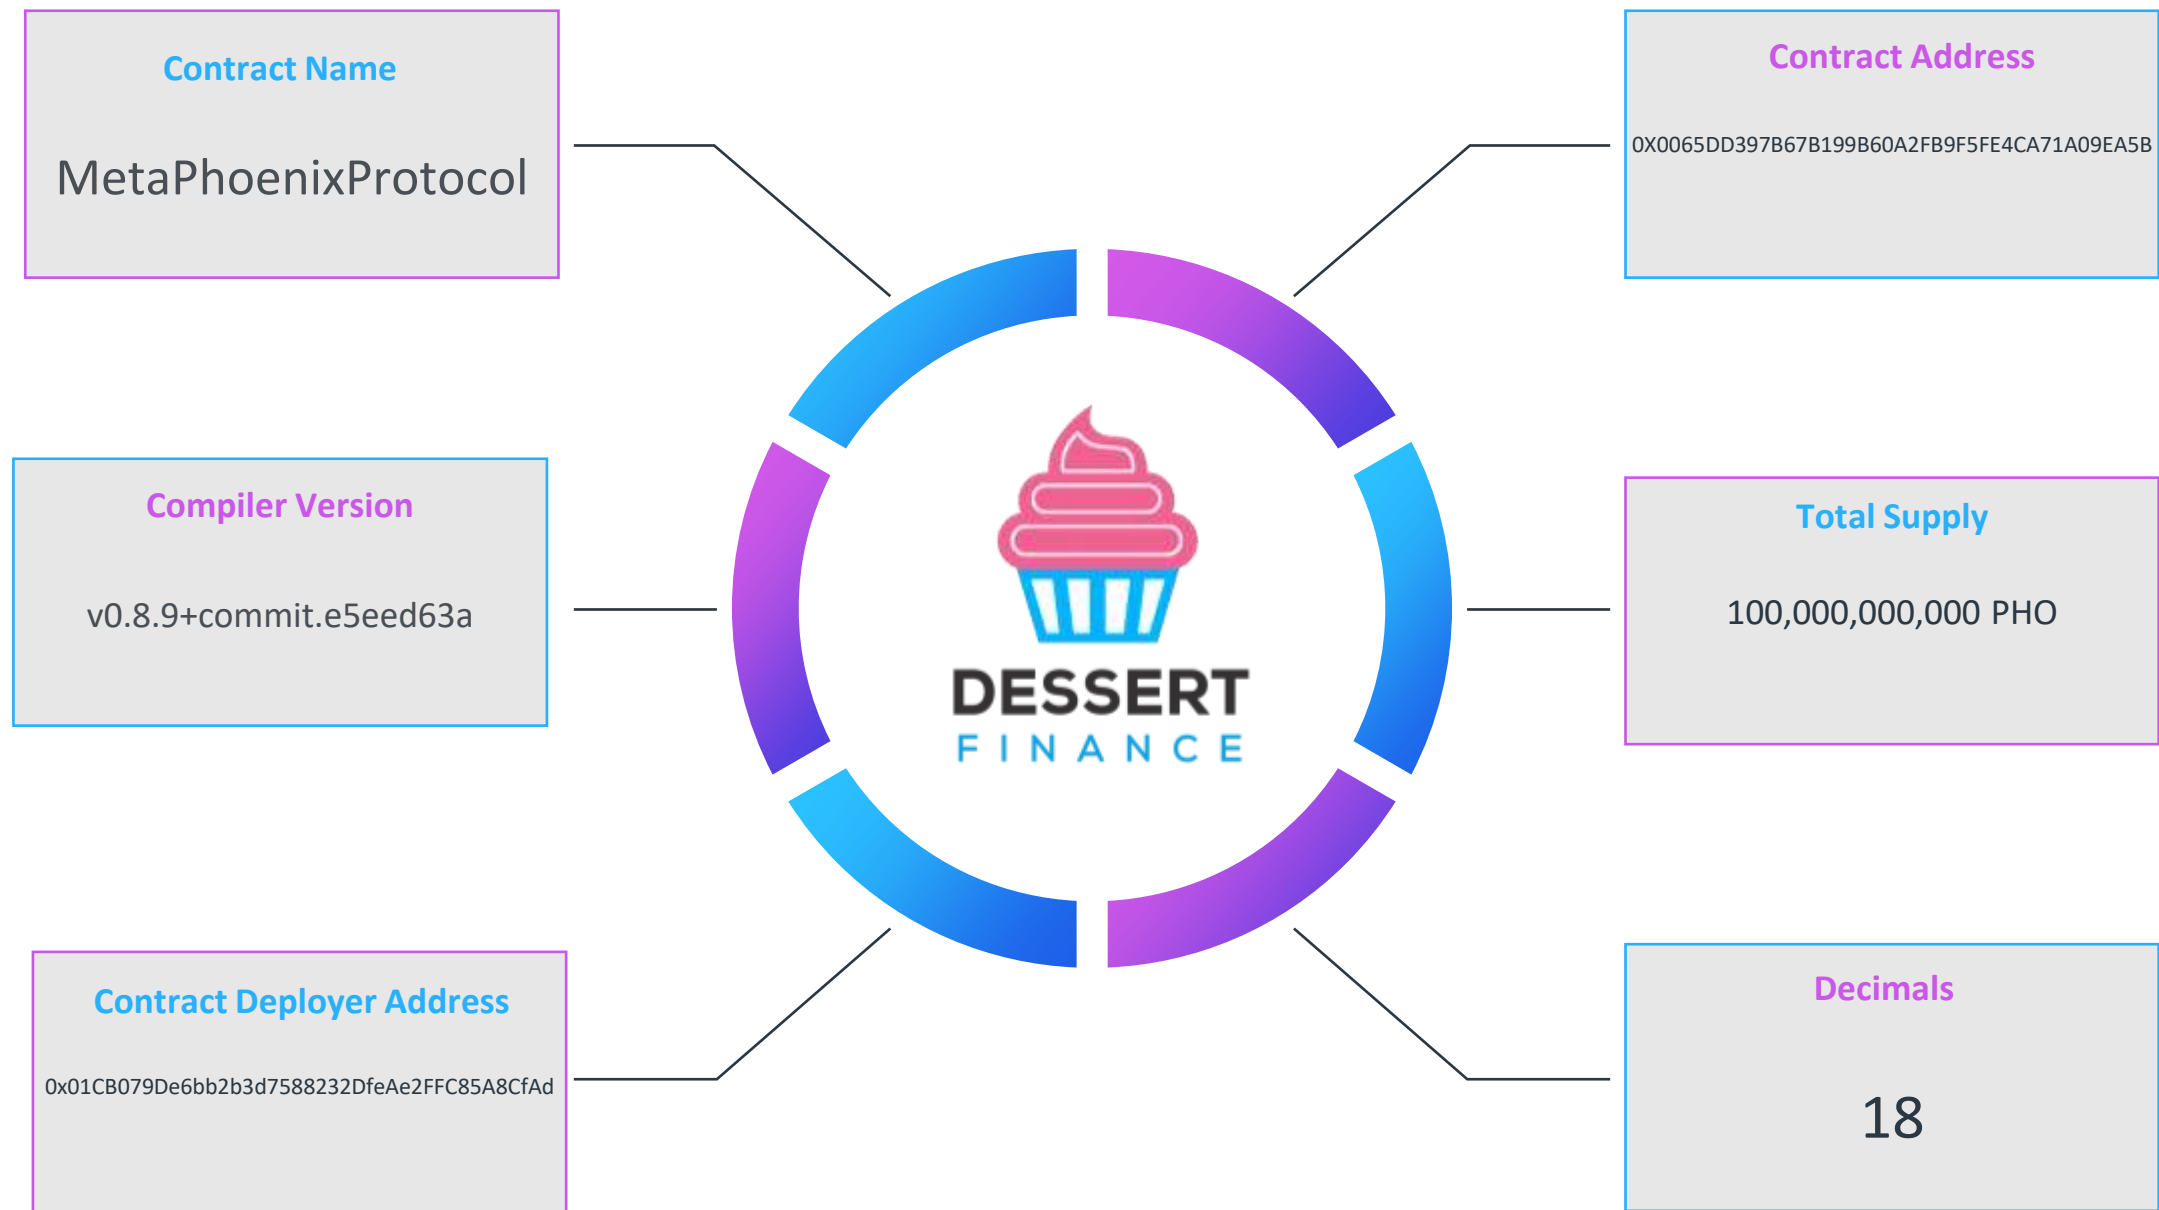 Contract Name
MetaPhoenixProtocol
Contract Address
0X0065DD397B67B199B60A2FB9F5FE4CA71A09EA5B
Compiler Version
v0.8.9+commit.e5eed63a
Total Supply
100,000,000,000 PHO
DESSERT
FINANCE
Contract Deployer Address
0x01CB079De6bb2b3d7588232DfeAe2FFC85A8CfAd
Decimals
18